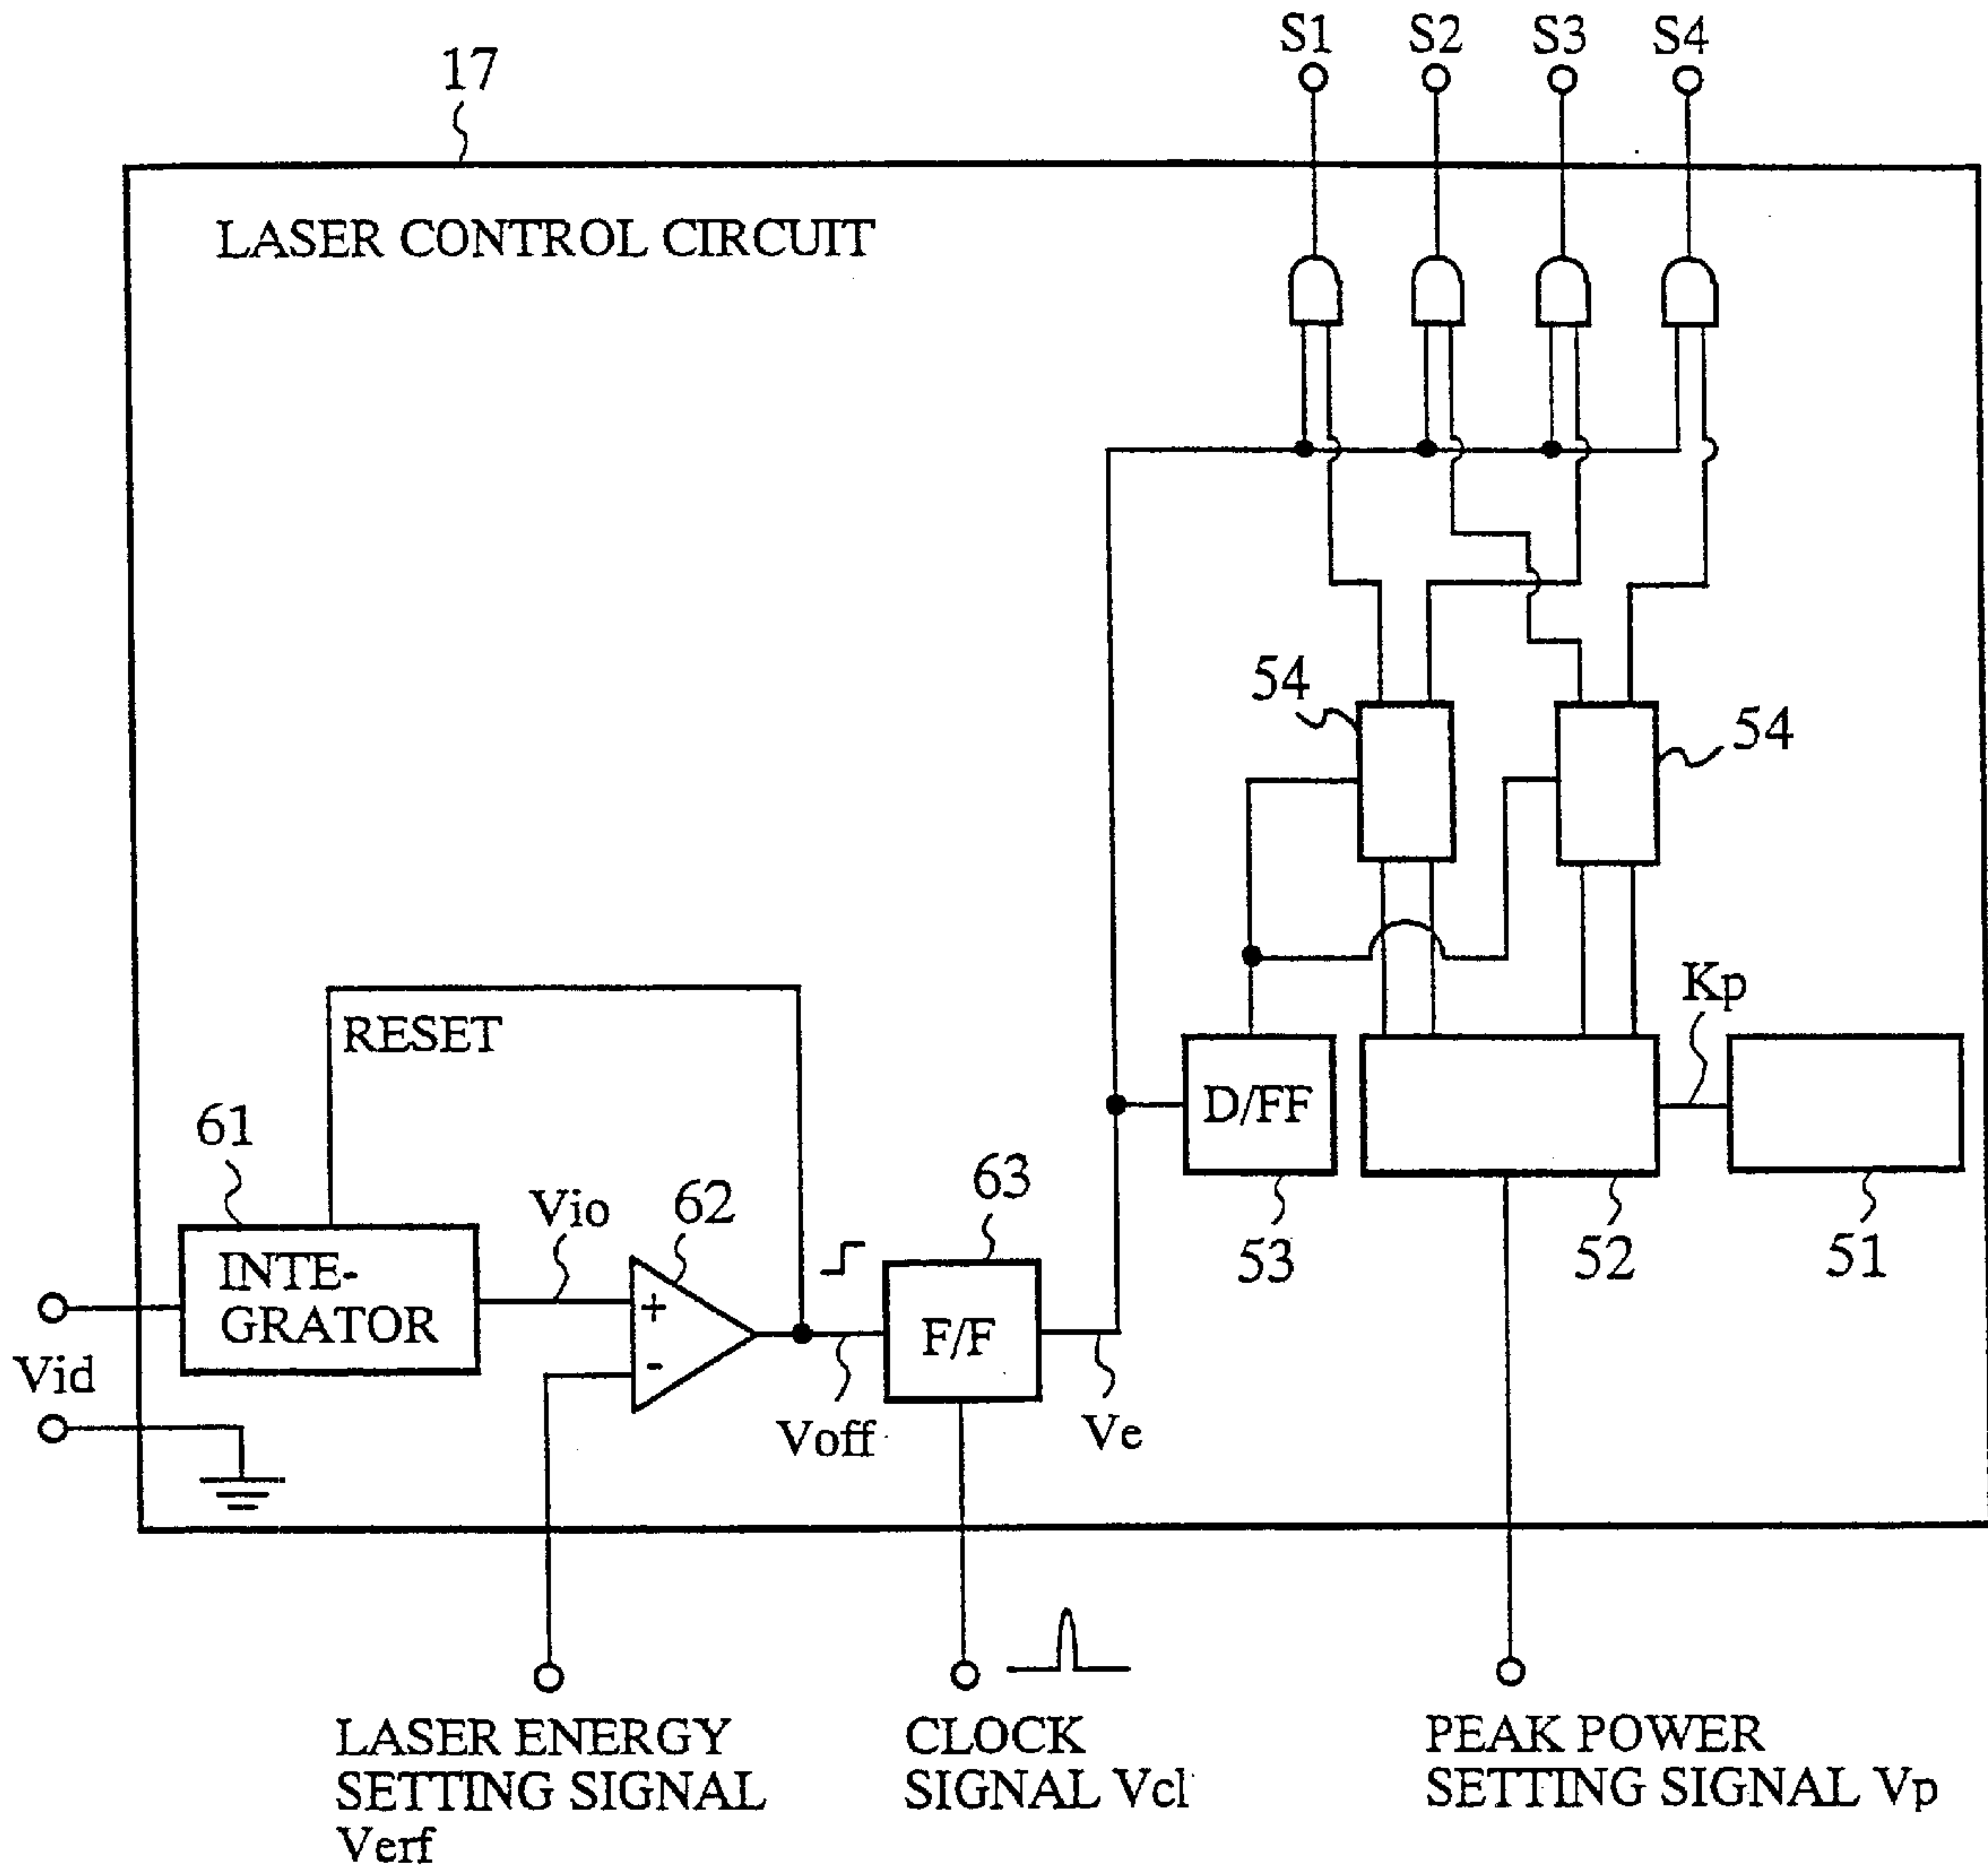 S1 S2 S3 S4
17
LASER CONTROL CIRCUIT
54
54
Kp
RESET
D/FF
61
Vio
62
63
53
52
51
INTE-
GRATOR
+
-
F/F
Vid
Voff
Ve
LASER ENERGY
SETTING SIGNAL
Verf
CLOCK
SIGNAL Vcl
PEAK POWER
SETTING SIGNAL Vp